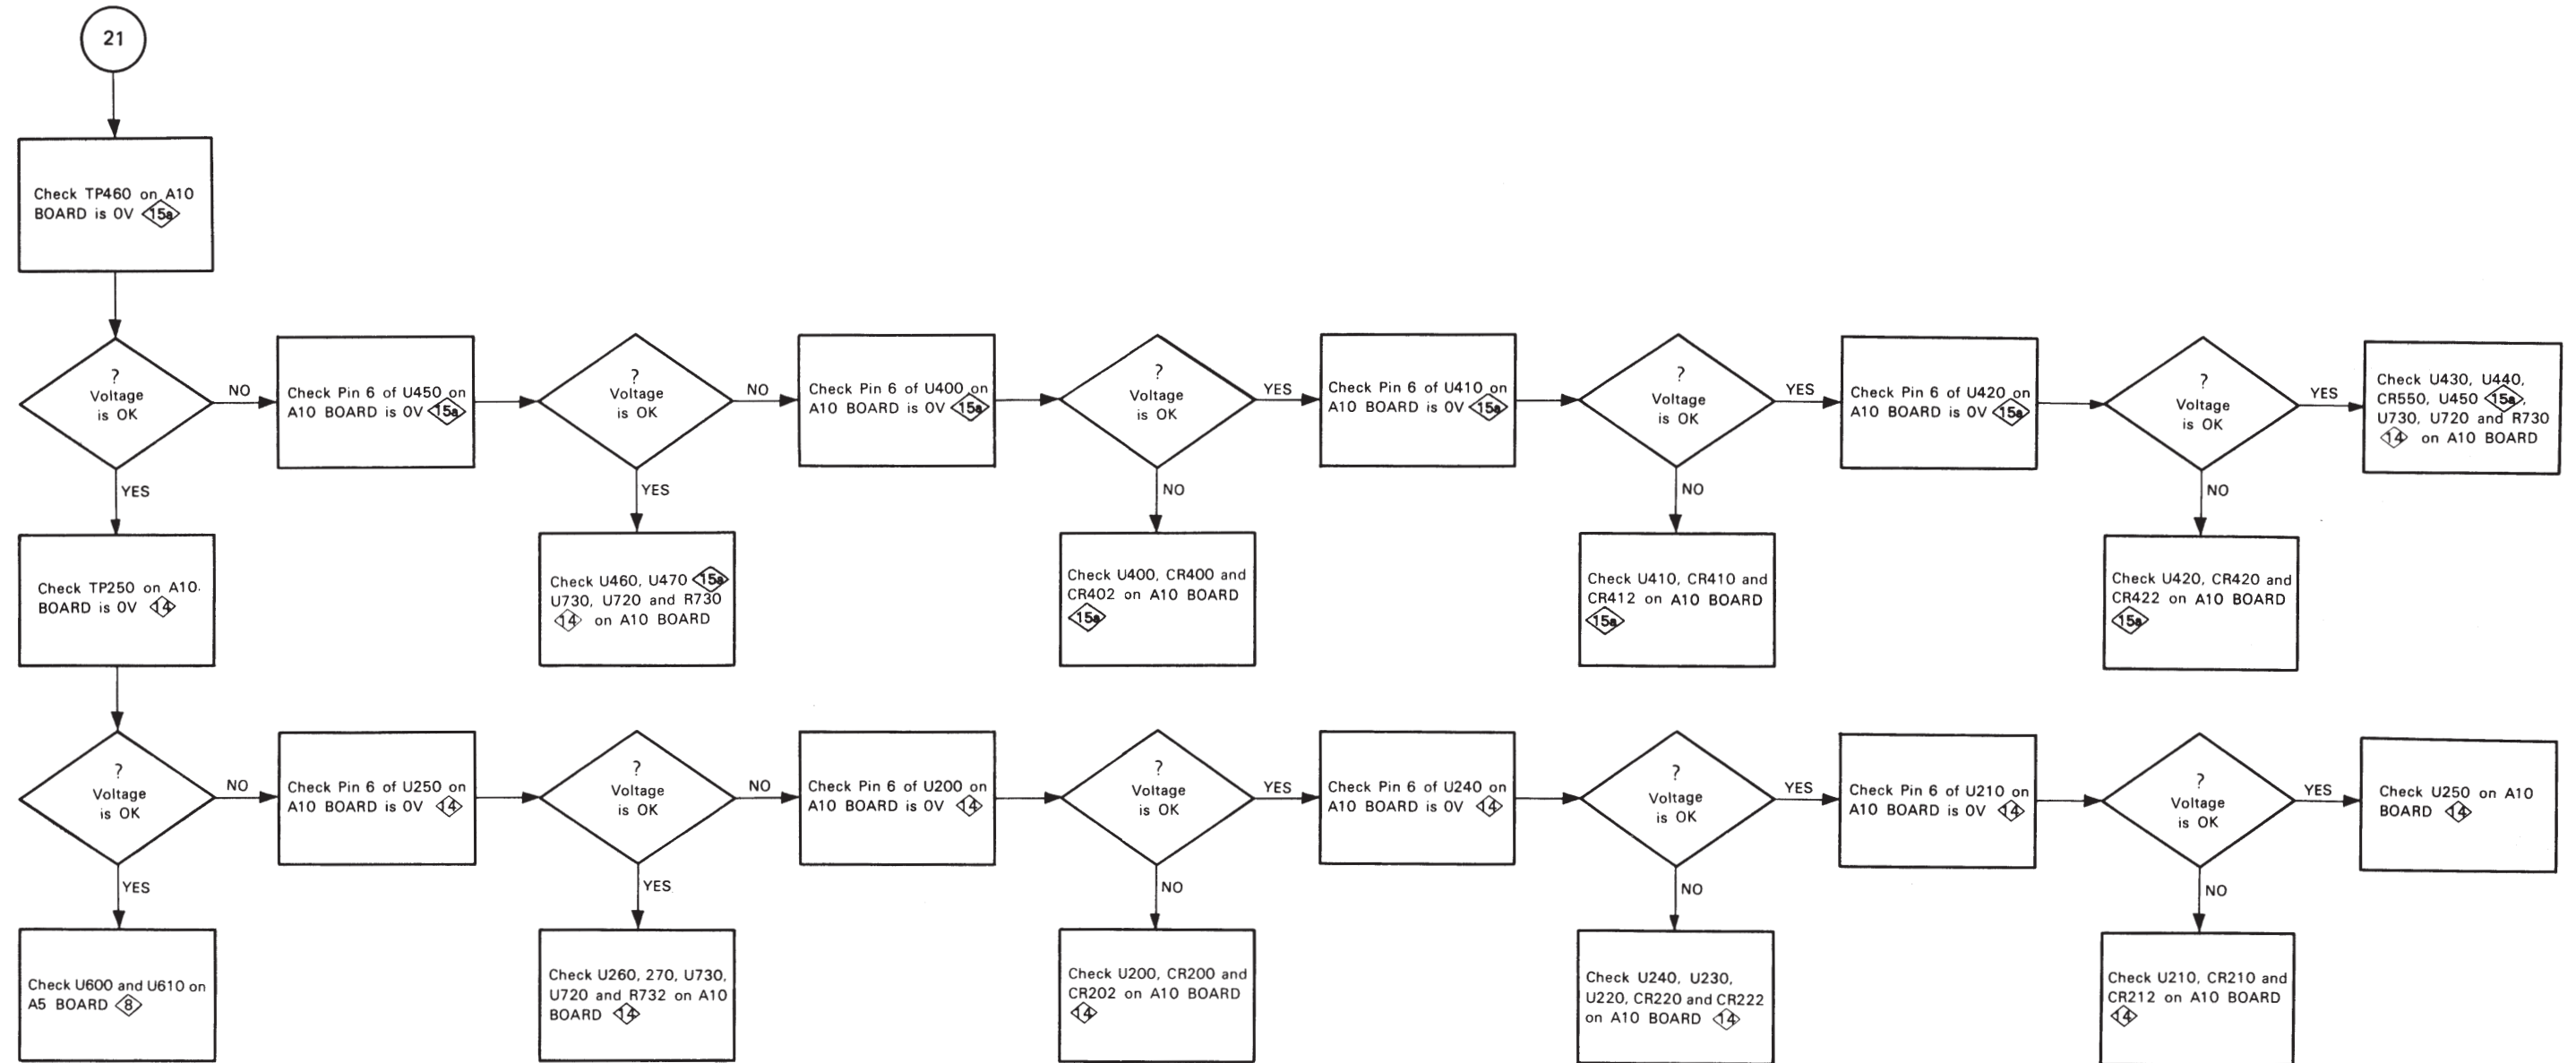 21
Check TP460 on A10
BOARD is 0V 15a
?
Voltage
is OK
NO
Check Pin 6 of U450 on
A10 BOARD is 0V 15a
?
Voltage
is OK
NO
Check Pin 6 of U400 on
A10 BOARD is 0V 15a
?
Voltage
is OK
YES
Check Pin 6 of U410 on
A10 BOARD is 0V 15a
?
Voltage
is OK
YES
Check Pin 6 of U420 on
A10 BOARD is 0V 15a
?
Voltage
is OK
YES
Check U430, U440,
CR550, U450 15a,
U730, U720 and R730
14 on A10 BOARD
YES
YES
NO
NO
NO
Check TP250 on A10.
BOARD is 0V 14
Check U460, U470 15a
U730, U720 and R730
14 on A10 BOARD
Check U400, CR400 and
CR402 on A10 BOARD
15a
Check U410, CR410 and
CR412 on A10 BOARD
15a
Check U420, CR420 and
CR422 on A10 BOARD
15a
?
Voltage
is OK
NO
Check Pin 6 of U250 on
A10 BOARD is 0V 14
?
Voltage
is OK
NO
Check Pin 6 of U200 on
A10 BOARD is 0V 14
?
Voltage
is OK
YES
Check Pin 6 of U240 on
A10 BOARD is 0V 14
?
Voltage
is OK
YES
Check Pin 6 of U210 on
A10 BOARD is 0V 14
?
Voltage
is OK
YES
Check U250 on A10
BOARD 14
YES
YES
NO
NO
NO
Check U600 and U610 on
A5 BOARD 8
Check U260, 270, U730,
U720 and R732 on A10
BOARD 14
Check U200, CR200 and
CR202 on A10 BOARD
14
Check U240, U230,
U220, CR220 and CR222
on A10 BOARD 14
Check U210, CR210 and
CR212 on A10 BOARD
14